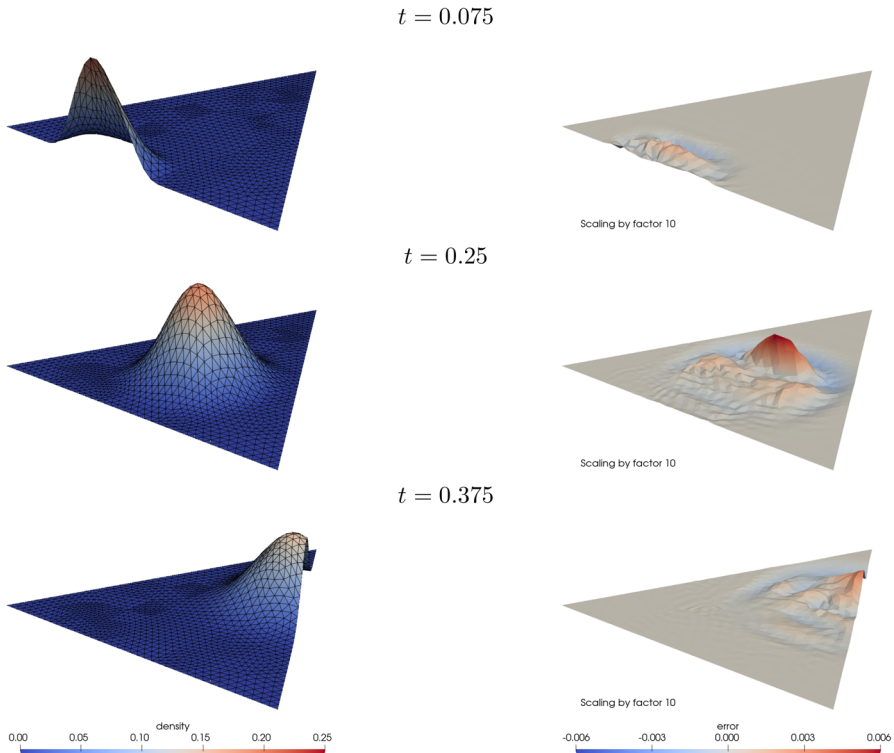 t = 0.075
Scaling by factor 10
t = 0.25
Scaling by factor 10
t = 0.375
Scaling by factor 10
density
0.00 0.05 0.10 0.15 0.20 0.25
error
-0.006 -0.003 0.000 0.003 0.006